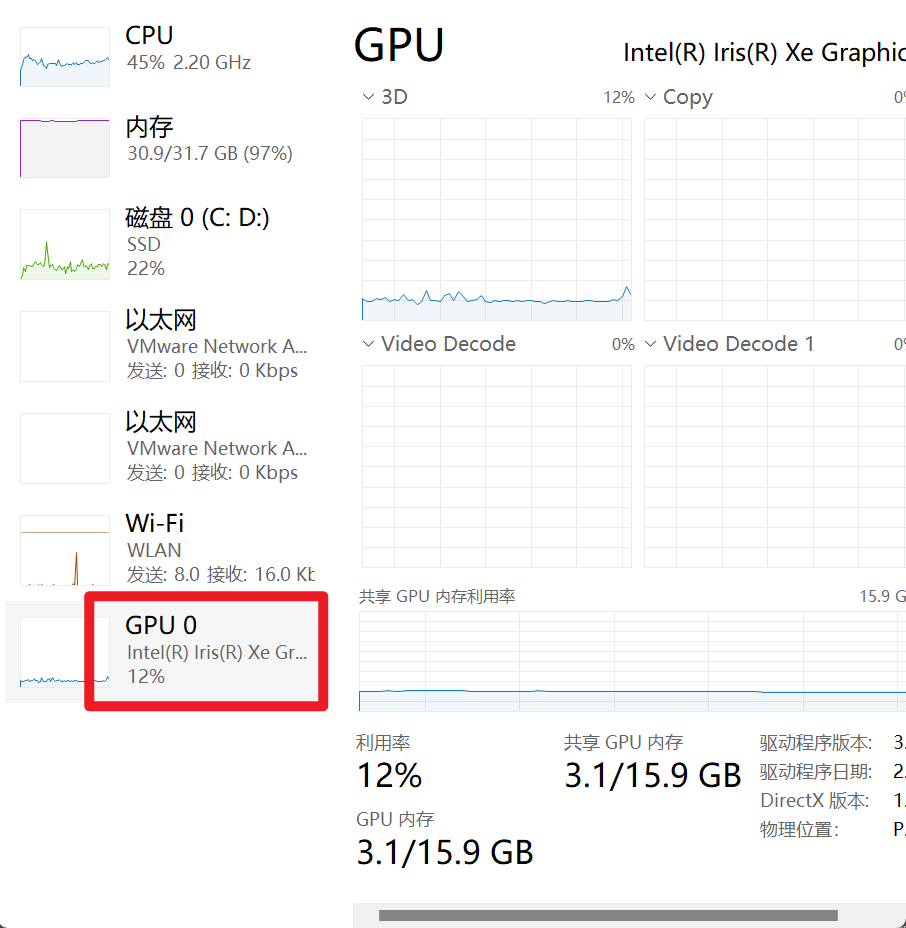 CPU
45% 2.20 GHz
内存
30.9/31.7 GB (97%)
磁盘 0 (C: D:)
SSD
22%
以太网
VMware Network A...
发送: 0 接收: 0 Kbps
以太网
VMware Network A...
发送: 0 接收: 0 Kbps
Wi-Fi
WLAN
发送: 8.0 接收: 16.0 Kb
GPU 0
Intel(R) Iris(R) Xe Gr...
12%
GPU
Intel(R) Iris(R) Xe Graphic
3D 12%
Copy 0%
Video Decode 0%
Video Decode 1 0%
共享 GPU 内存利用率
15.9 G
利用率
12%
共享 GPU 内存
3.1/15.9 GB
GPU 内存
3.1/15.9 GB
驱动程序版本: 3.
驱动程序日期: 2.
DirectX 版本: 1.
物理位置: P.